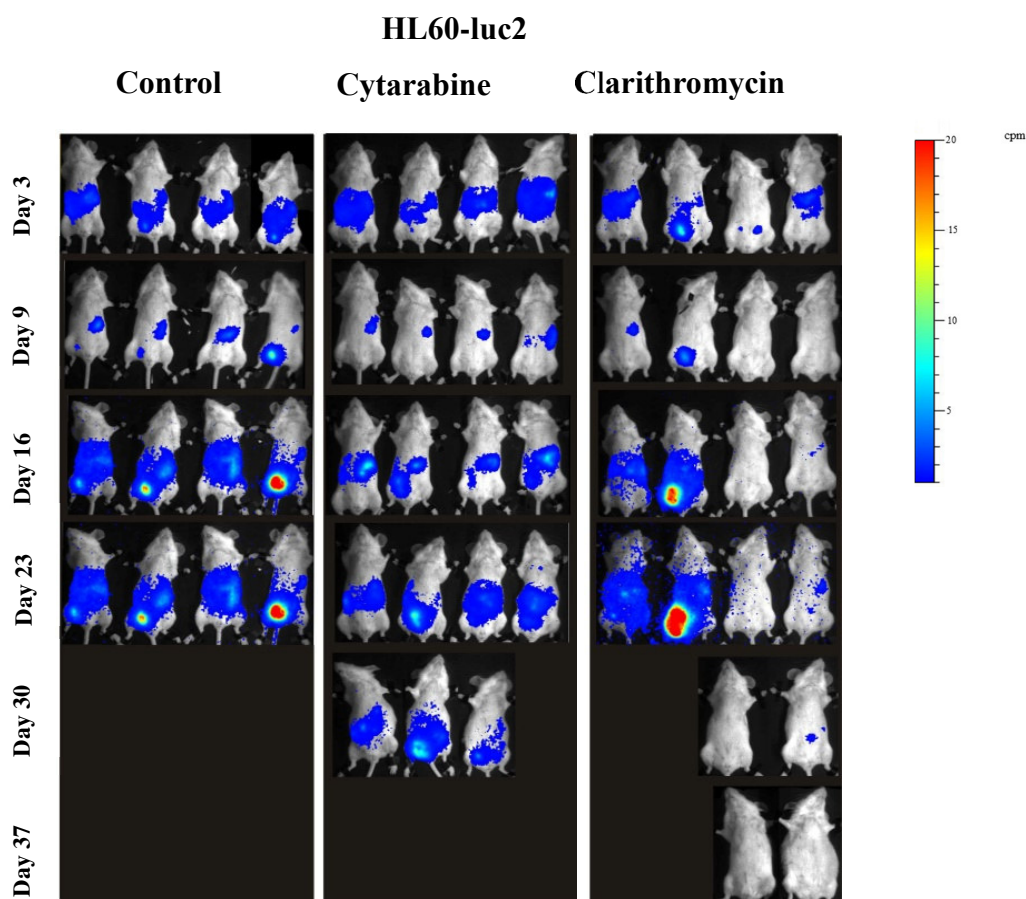 HL60-luc2
Control Cytarabine Clarithromycin
20 cpm
Day 3
15
Day 9
10
5
Day 16
Day 23
Day 30
Day 37